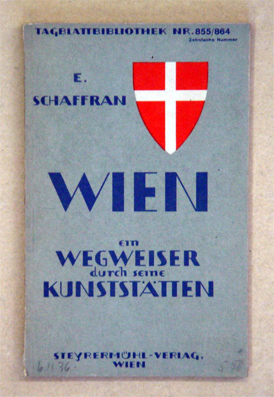 TAGBLATTBIBLIOTHEK NR. 855/864
Zehnfache Nummer
E.
SCHAFFRAN
WIEN
ein
WEGWEISER
durch seine
KUNSTSTÄTTEN
STEYRERMÜHL-VERLAG,
WIEN